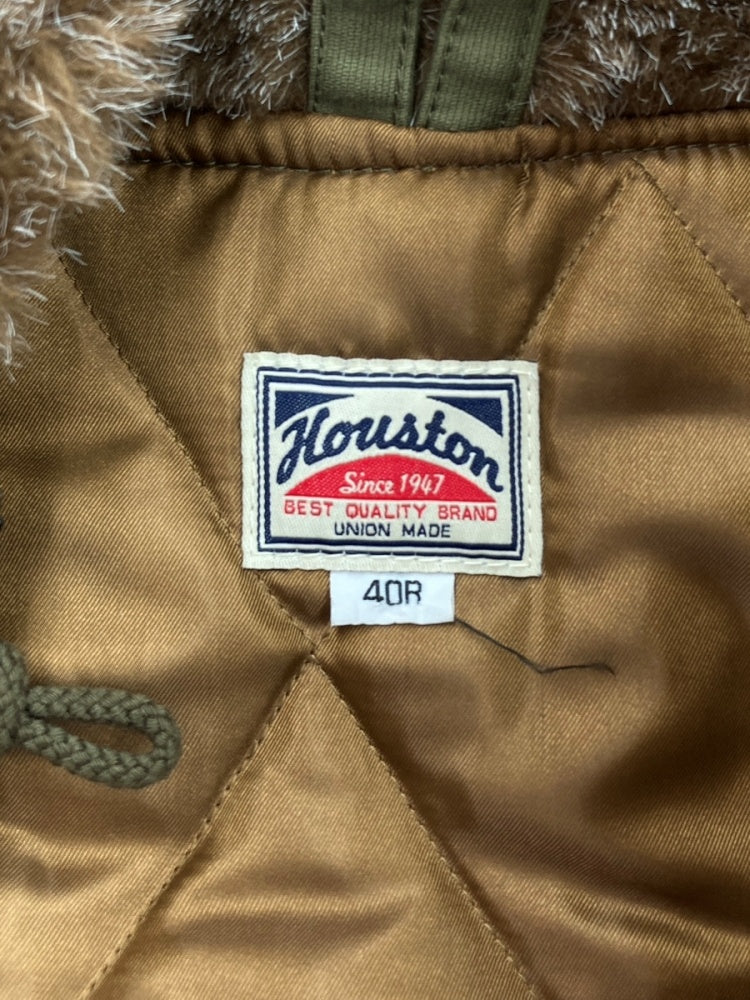 Houston
Since 1947
BEST QUALITY BRAND
UNION MADE
40R